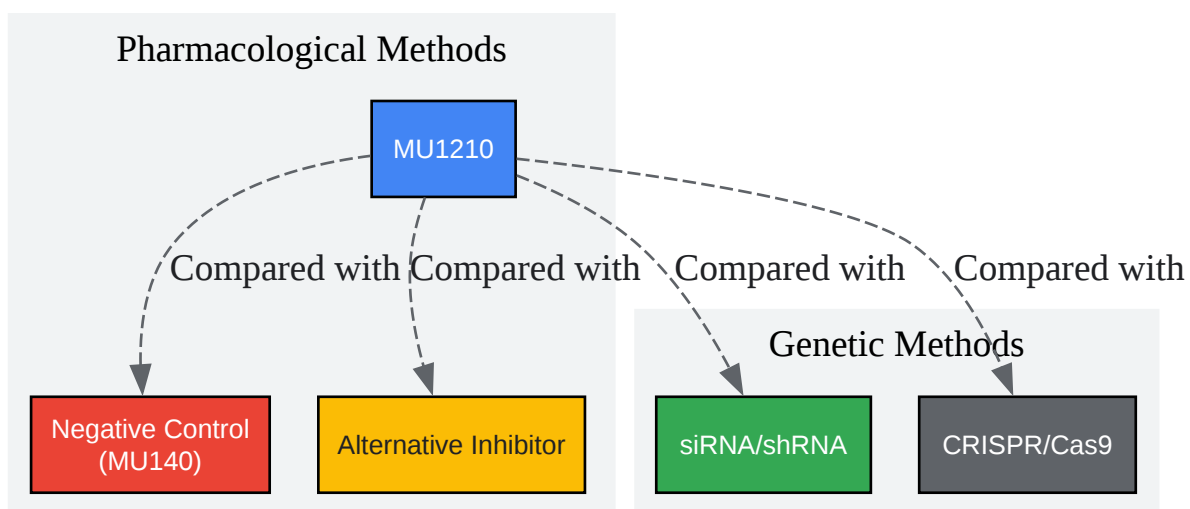 Pharmacological Methods
MU1210
Compared with
Compared with
Compared with
Compared with
Genetic Methods
Negative Control
(MU140)
Alternative Inhibitor
siRNA/shRNA
CRISPR/Cas9